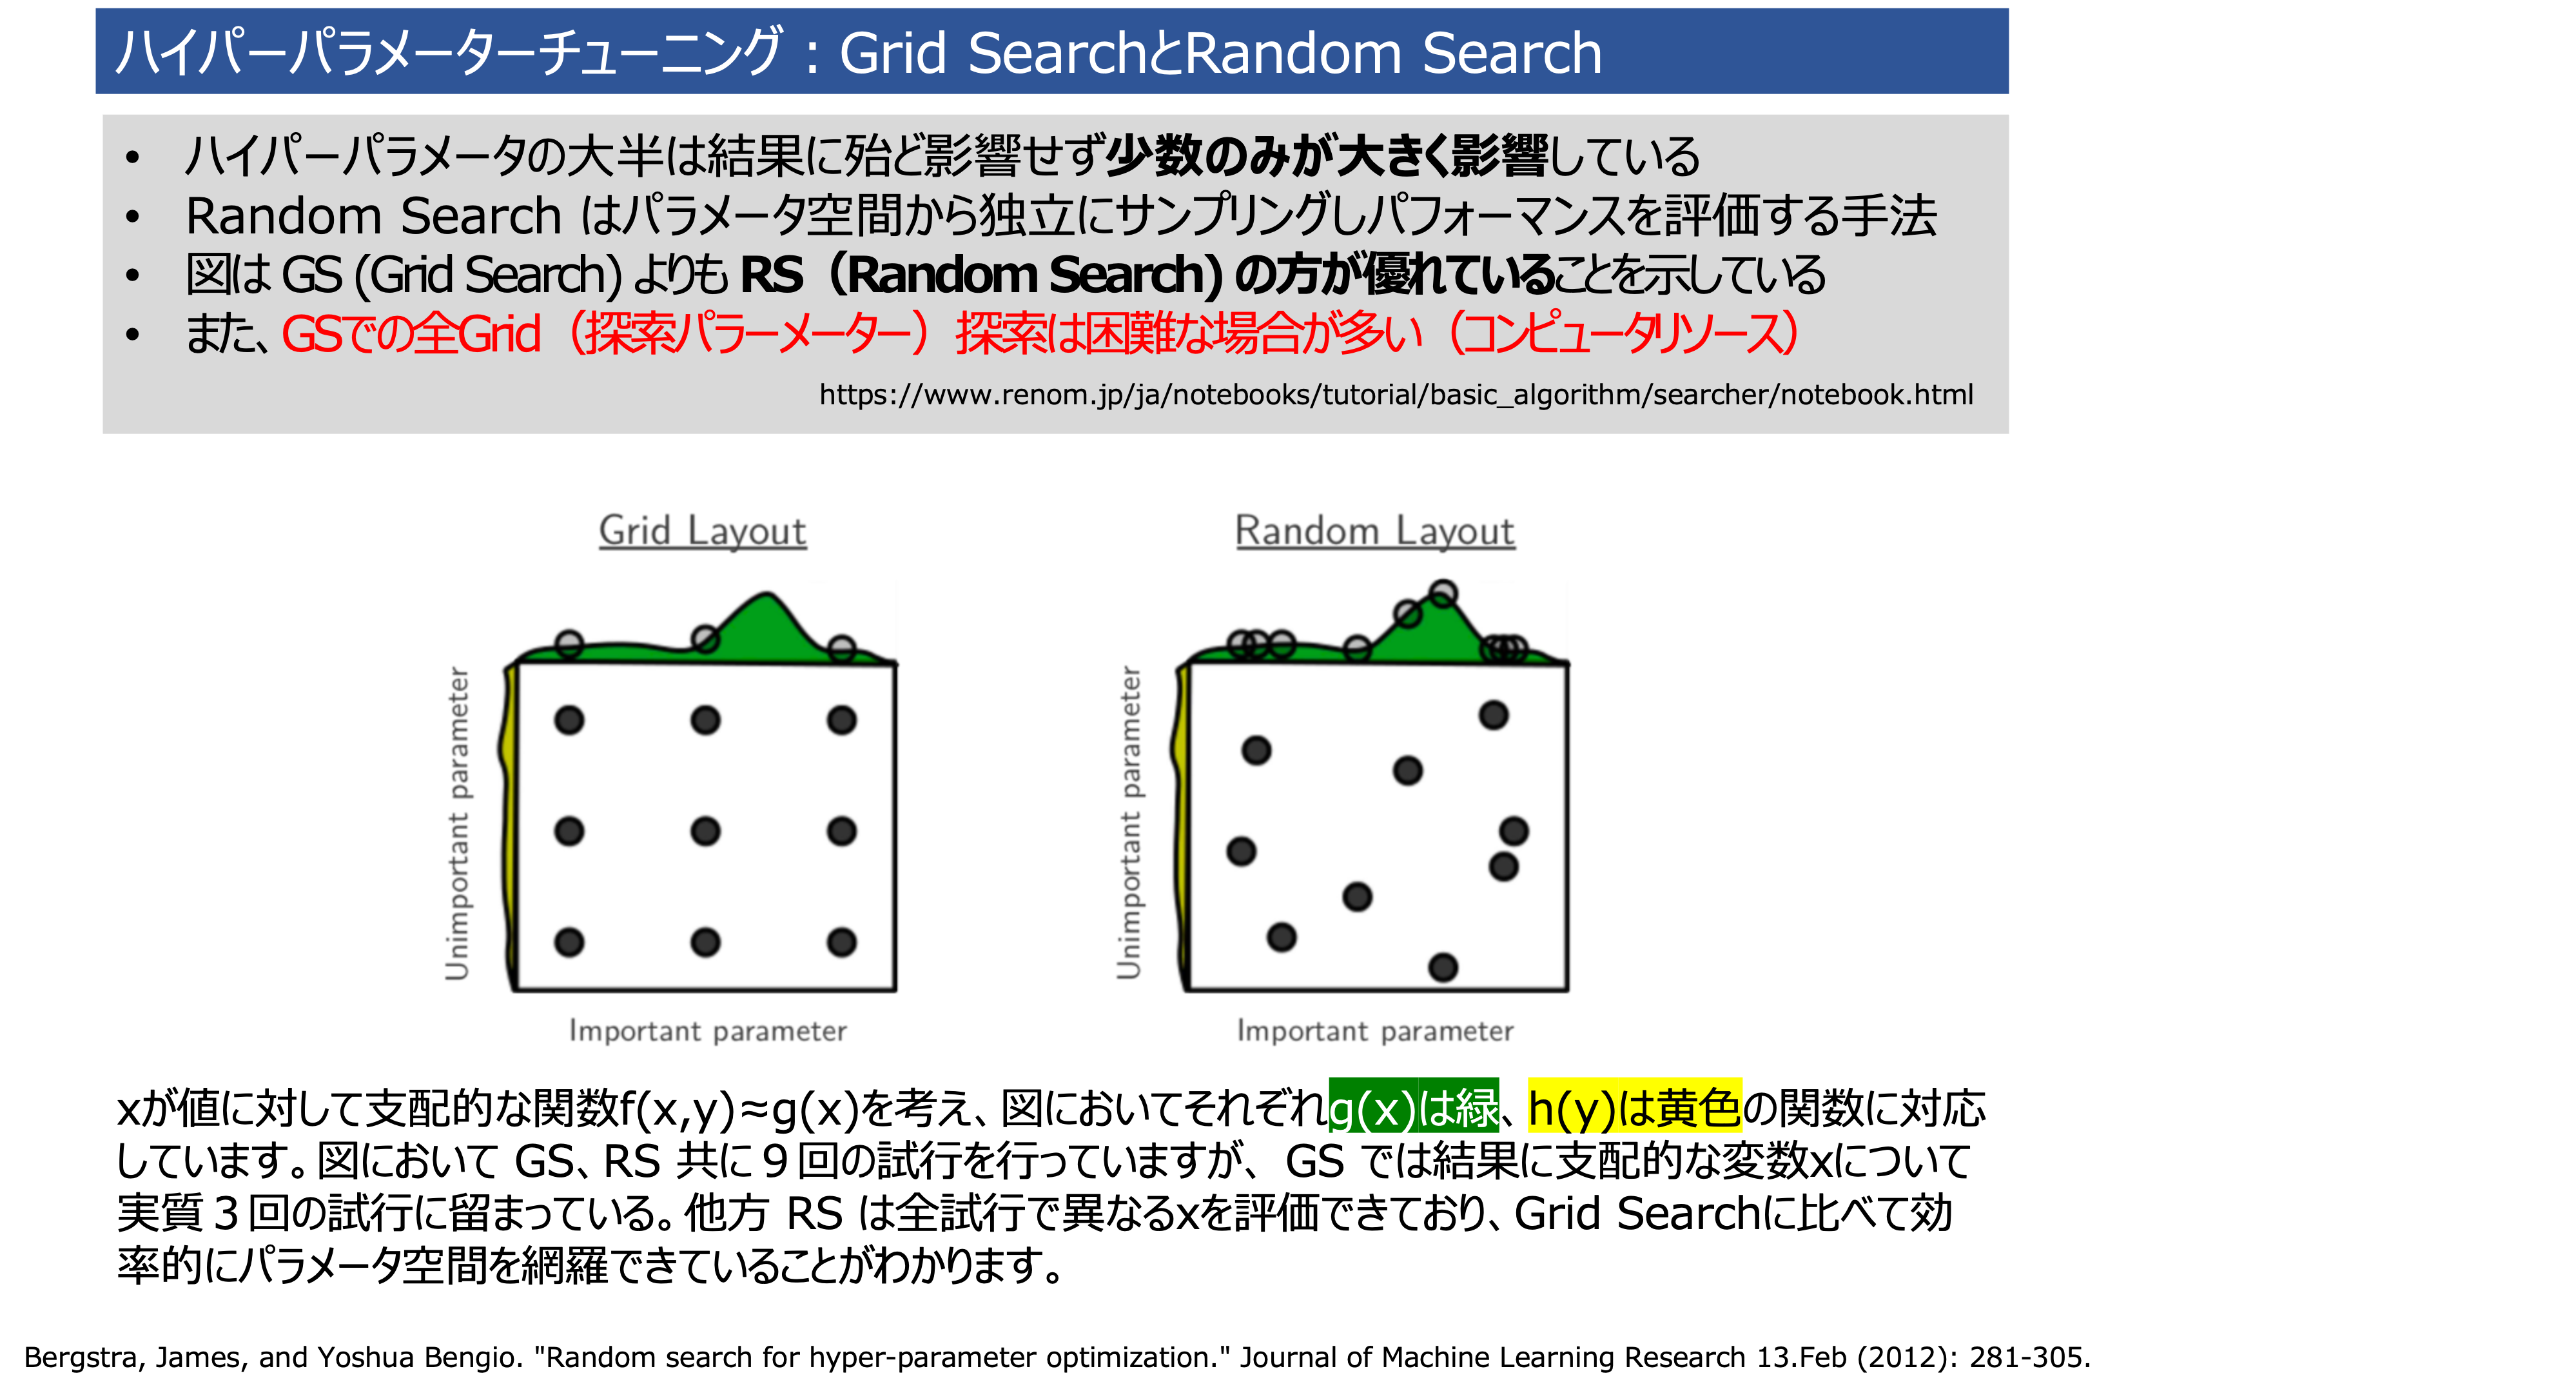 ハイパーパラメーターチューニング：Grid SearchとRandom Search
• ハイパーパラメータの大半は結果に殆ど影響せず少数のみが大きく影響している
• Random Search はパラメータ空間から独立にサンプリングしパフォーマンスを評価する手法
• 図は GS (Grid Search) よりも RS（Random Search) の方が優れていることを示している
• また、GSでの全Grid（探索パラーメーター）探索は困難な場合が多い（コンピュータリソース）
https://www.renom.jp/ja/notebooks/tutorial/basic_algorithm/searcher/notebook.html
Grid Layout
Unimportant parameter
Important parameter
Random Layout
Unimportant parameter
Important parameter
xが値に対して支配的な関数f(x,y)≈g(x)を考え、図においてそれぞれg(x)は緑、h(y)は黄色の関数に対応
しています。図において GS、RS 共に９回の試行を行っていますが、GS では結果に支配的な変数xについて
実質３回の試行に留まっている。他方 RS は全試行で異なるxを評価できており、Grid Searchに比べて効
率的にパラメータ空間を網羅できていることがわかります。
Bergstra, James, and Yoshua Bengio. "Random search for hyper-parameter optimization." Journal of Machine Learning Research 13.Feb (2012): 281-305.